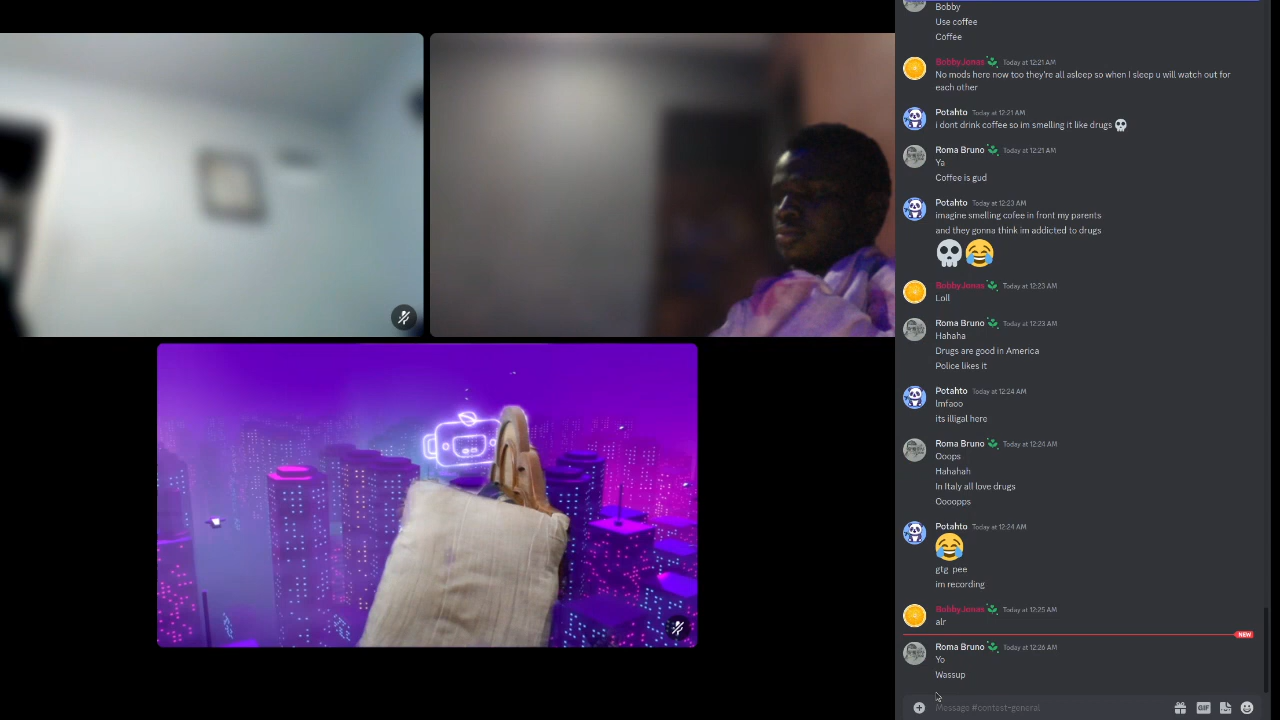 Bobby
Use coffee
Coffee
BobbyJonas Today at 12:21 AM
No mods here now too they're all asleep so when I sleep u will watch out for
each other
Potahto Today at 12:21 AM
i dont drink coffee so im smelling it like drugs 💀
Roma Bruno Today at 12:21 AM
Ya
Coffee is gud
Potahto Today at 12:23 AM
imagine smelling cofee in front my parents
and they gonna think im addicted to drugs
💀😂
BobbyJonas Today at 12:23 AM
Loll
Roma Bruno Today at 12:23 AM
Hahaha
Drugs are good in America
Police likes it
Potahto Today at 12:24 AM
lmfaoo
its illigal here
Roma Bruno Today at 12:24 AM
Ooops
Hahahah
In Italy all love drugs
Oooopps
Potahto Today at 12:24 AM
😂
gtg pee
im recording
BobbyJonas Today at 12:25 AM
alr
NEW
Roma Bruno Today at 12:26 AM
Yo
Wassup
Message #contest-general
GIF